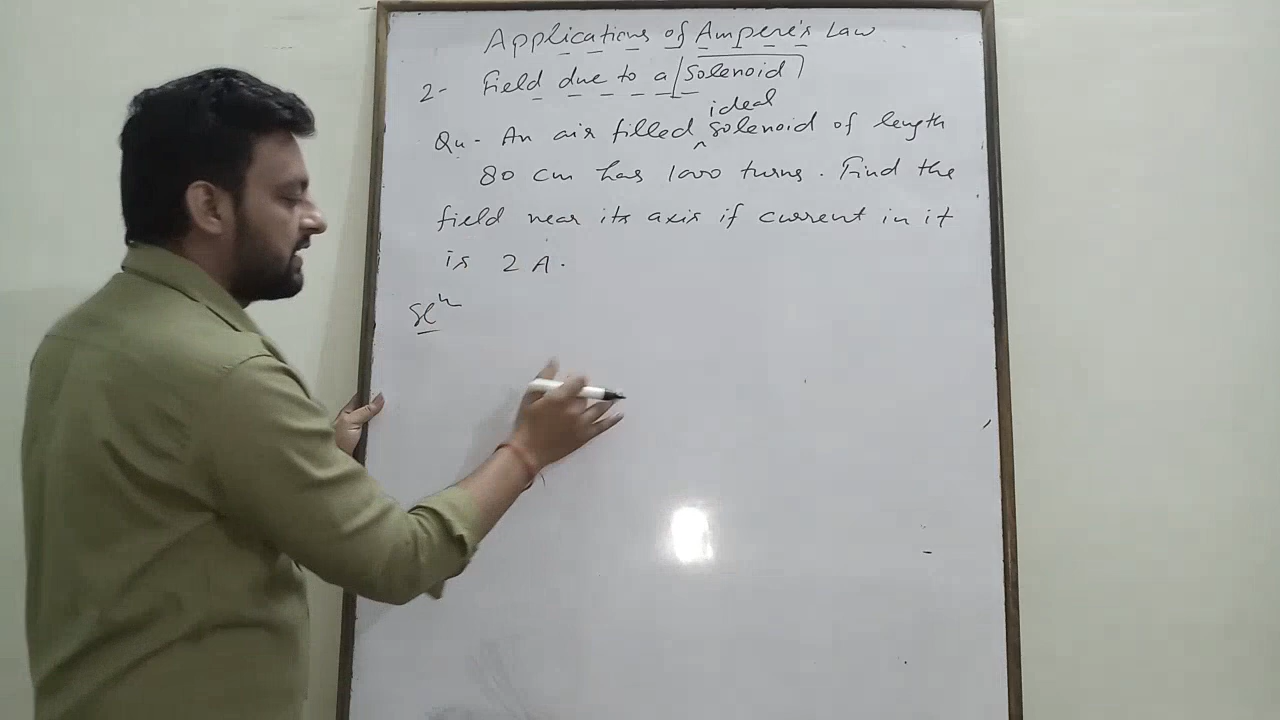 Applications of Ampere's Law
2- Field due to a Solenoid
ideal
Qu- An air filled ^ solenoid of length
80 cm has 1000 turns. Find the
field near its axis if current in it
is 2 A.
Solⁿ